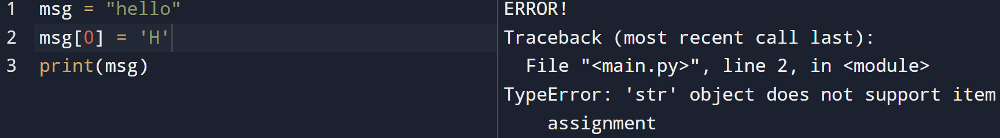 1 msg = "hello"
2 msg[0] = 'H'
3 print(msg)
ERROR!
Traceback (most recent call last):
  File "<main.py>", line 2, in <module>
TypeError: 'str' object does not support item
    assignment